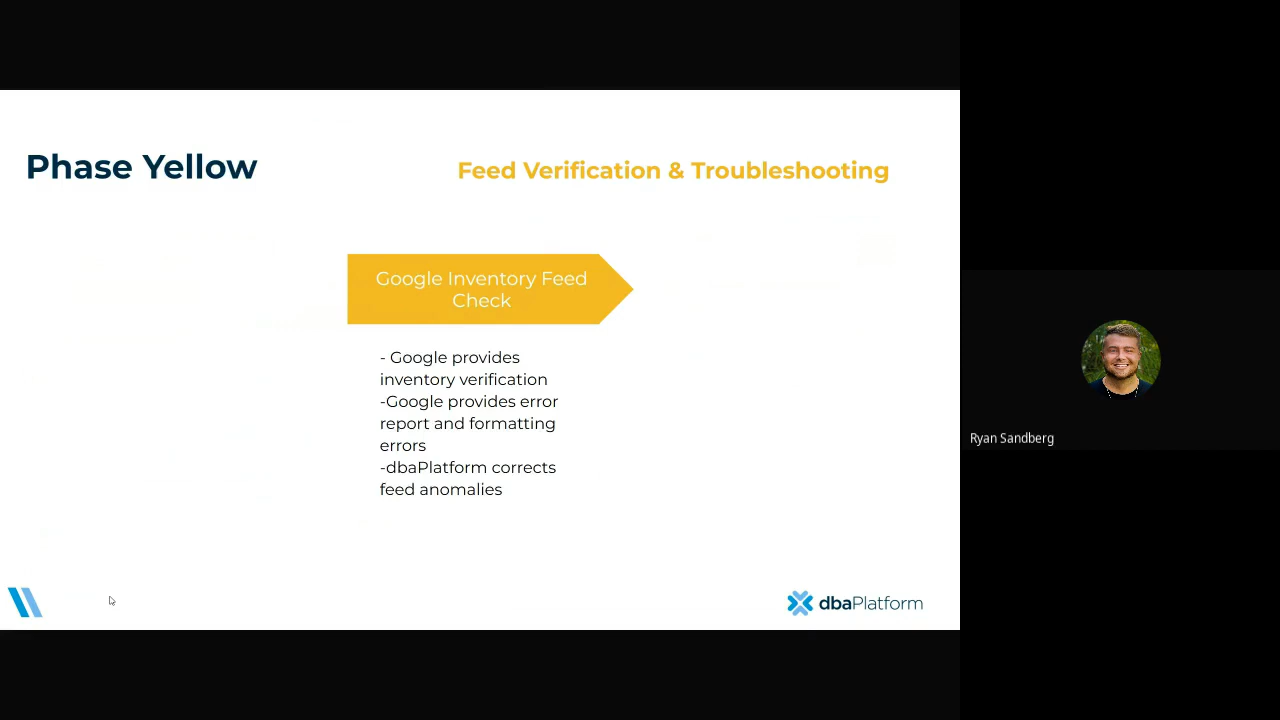 Phase Yellow
Feed Verification & Troubleshooting
Google Inventory Feed
Check
- Google provides
inventory verification
-Google provides error
report and formatting
errors
-dbaPlatform corrects
feed anomalies
dbaPlatform
Ryan Sandberg